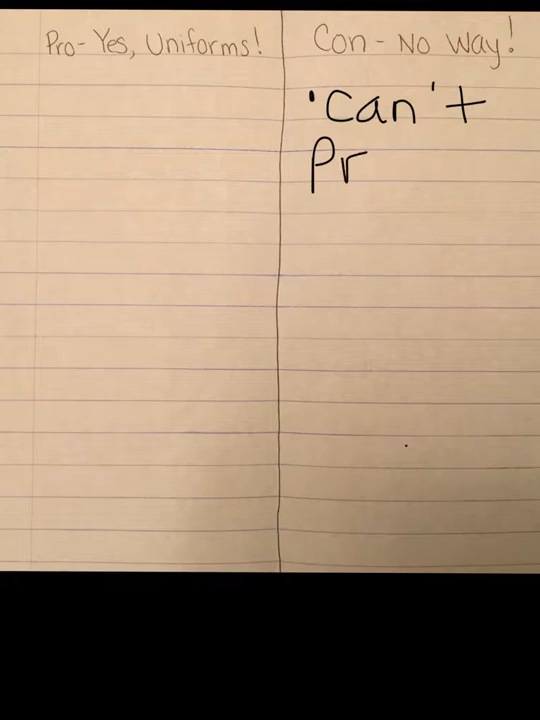 Pro- Yes, Uniforms!
Con - No Way!
·Can't
Pr